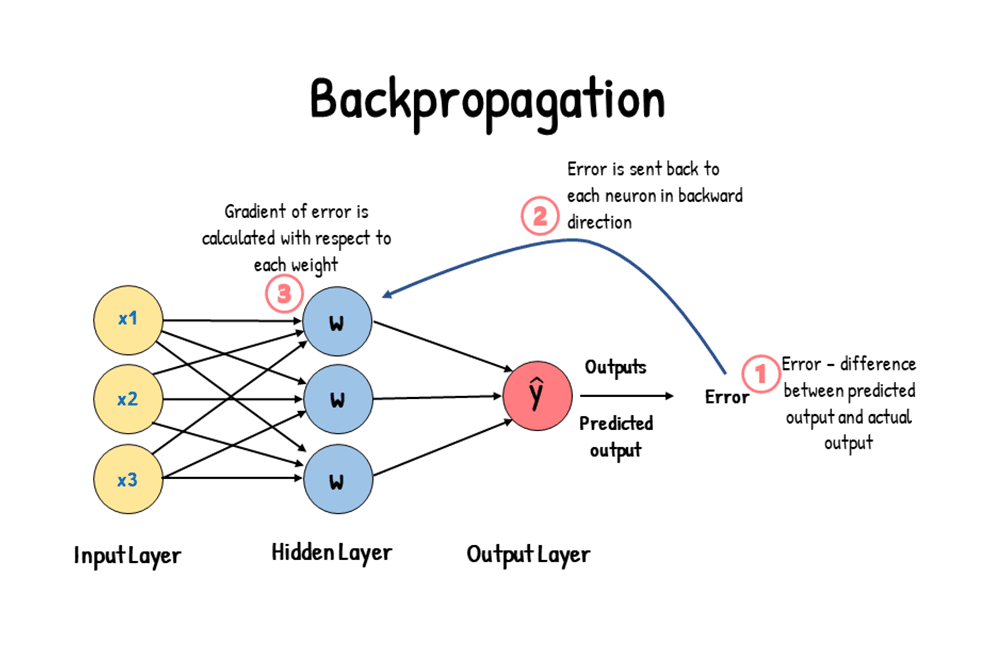 Backpropagation
Error is sent back to
each neuron in backward
direction
2
Gradient of error is
calculated with respect to
each weight
3
x1
w
x2
w
x3
w
ŷ
Outputs
Predicted
output
Error
1
Error – difference
between predicted
output and actual
output
Input Layer
Hidden Layer
Output Layer